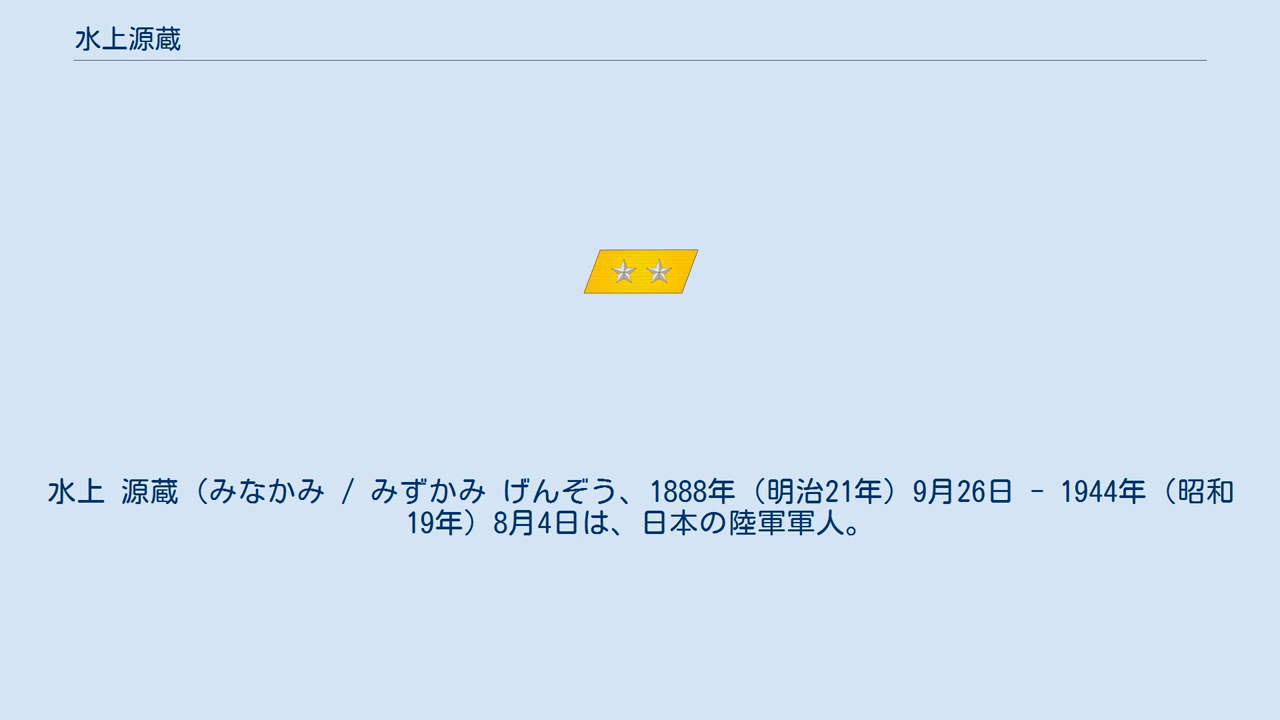 水上源蔵
水上 源蔵（みなかみ / みずかみ げんぞう、1888年（明治21年）9月26日 - 1944年（昭和
19年）8月4日は、日本の陸軍軍人。